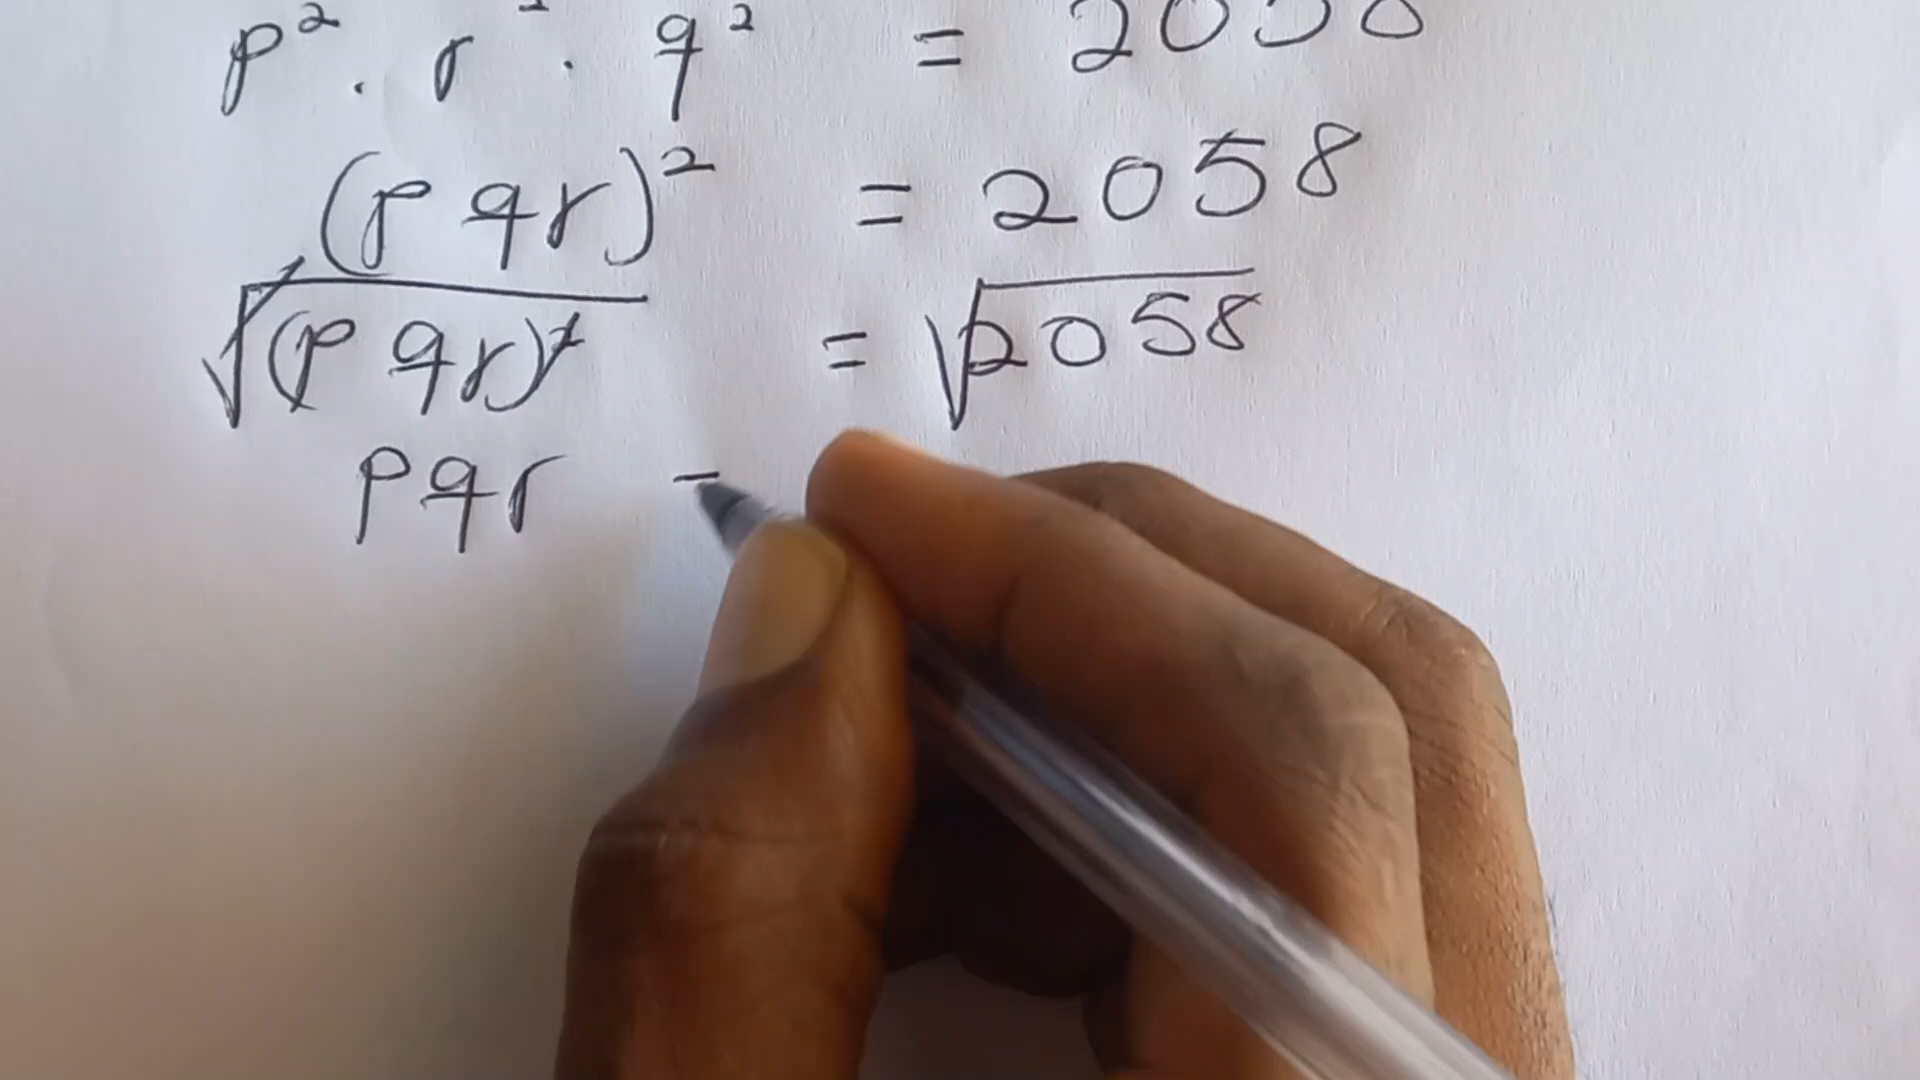 p² . r² . q² = 2058
(pqr)² = 2058
√(pqr)² = √2058
pqr =